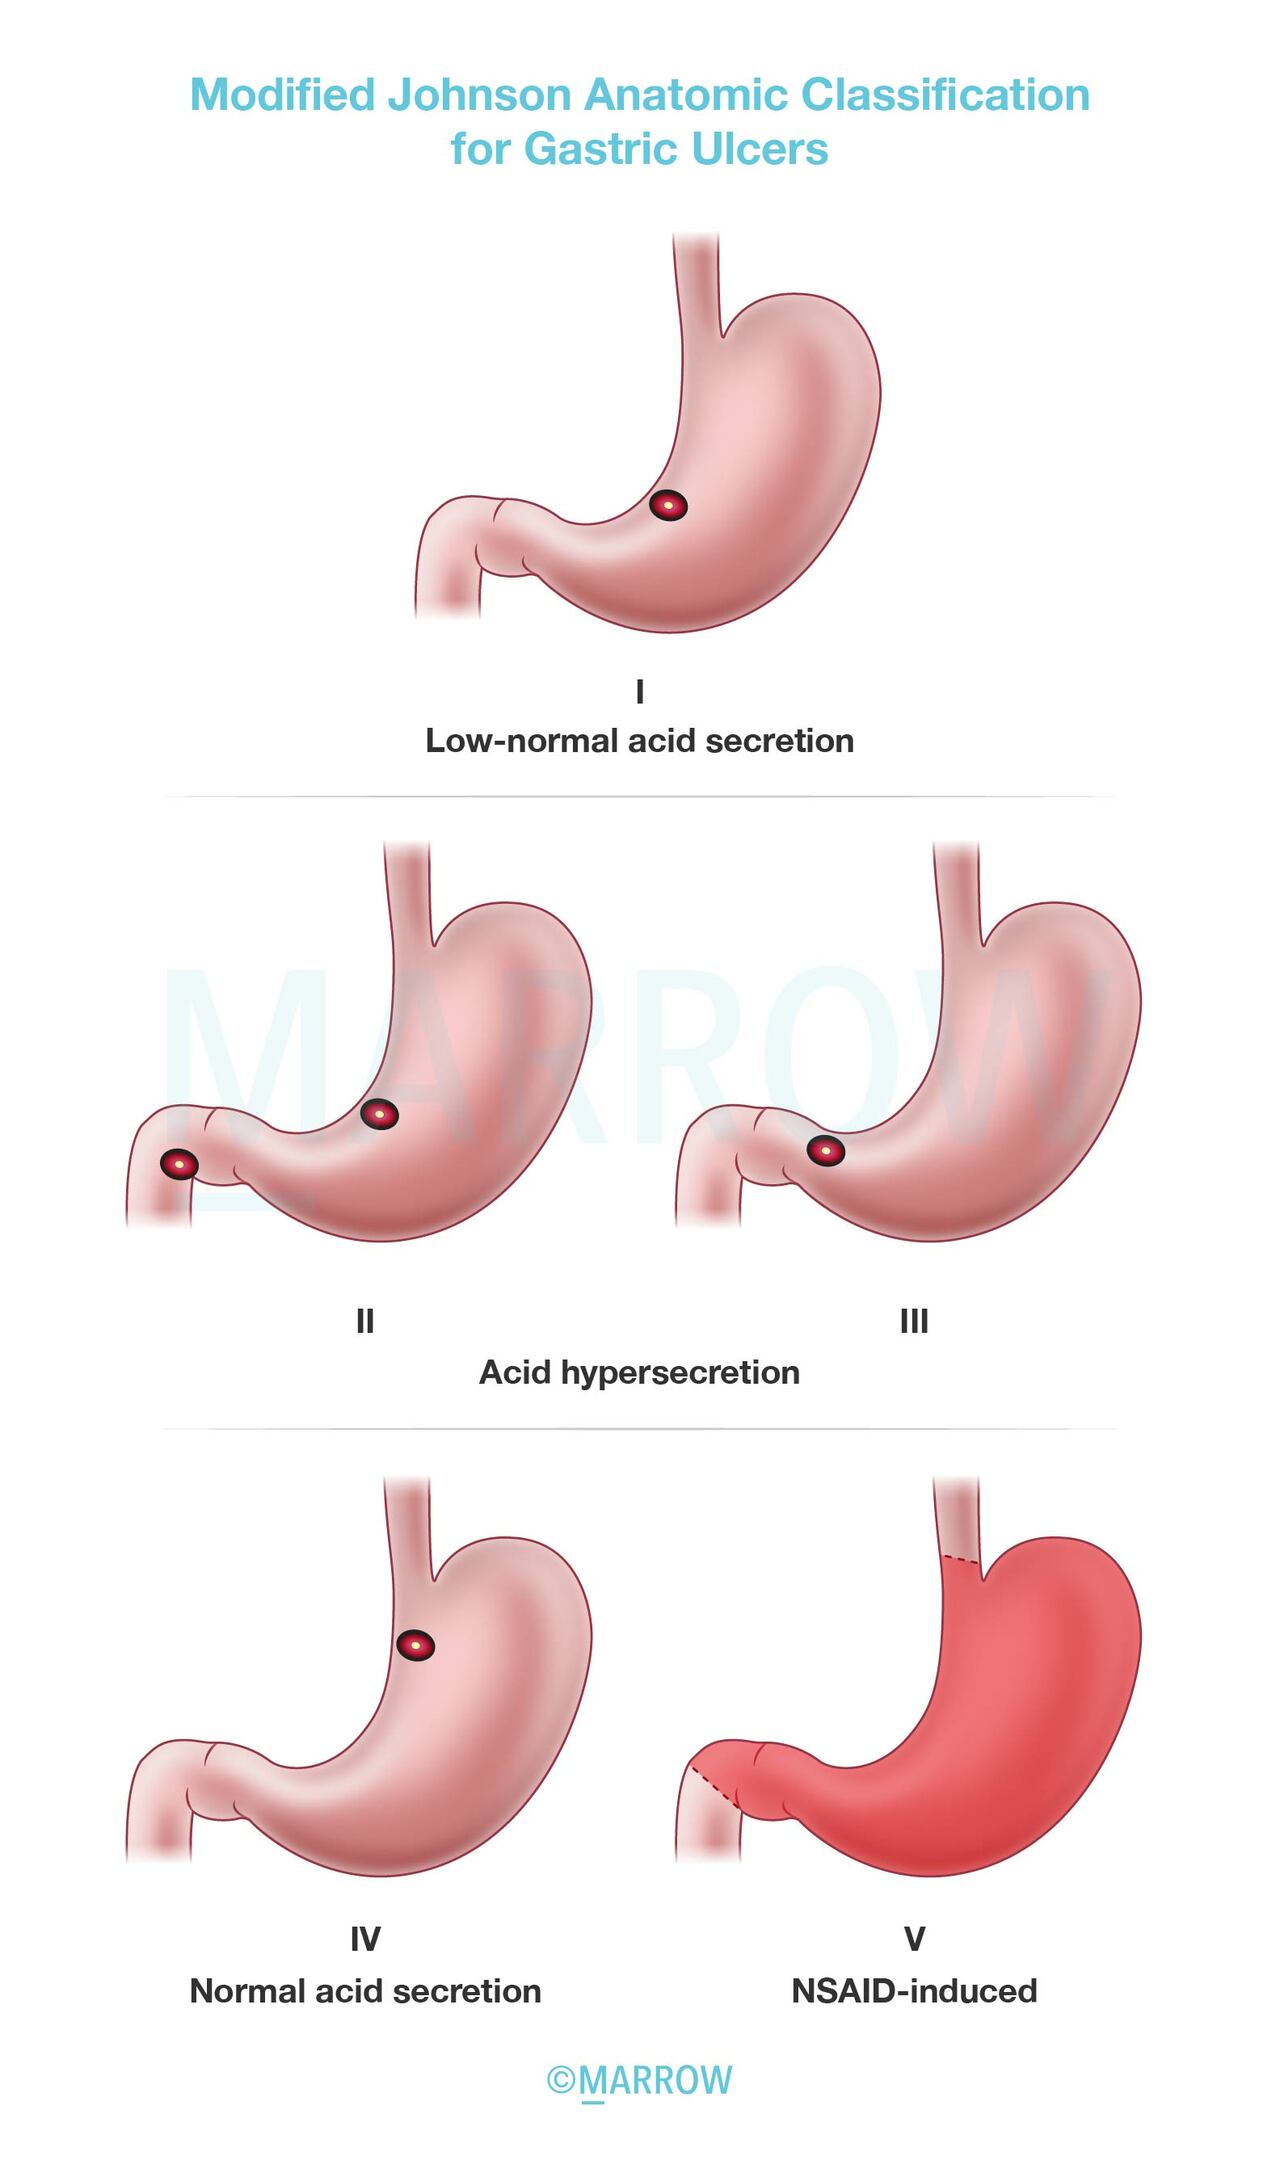 Modified Johnson Anatomic Classification
for Gastric Ulcers
I
Low-normal acid secretion
MARROW
II
III
Acid hypersecretion
IV
V
Normal acid secretion
NSAID-induced
©MARROW